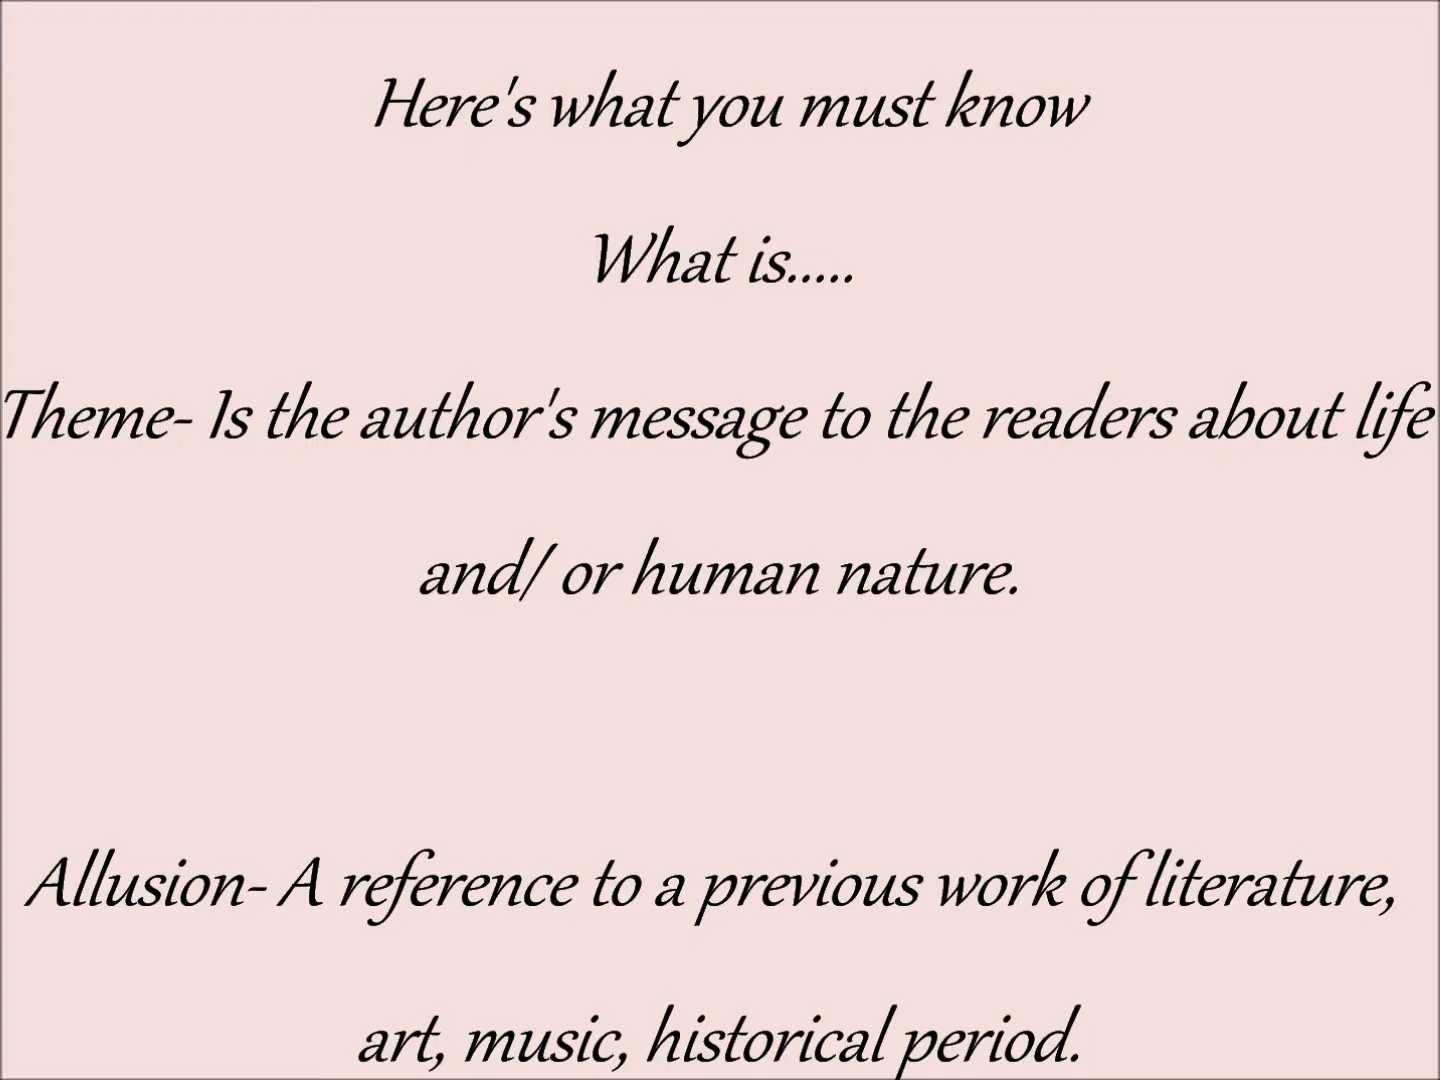 Here's what you must know
What is.....
Theme- Is the author's message to the readers about life
and/ or human nature.
Allusion- A reference to a previous work of literature,
art, music, historical period.